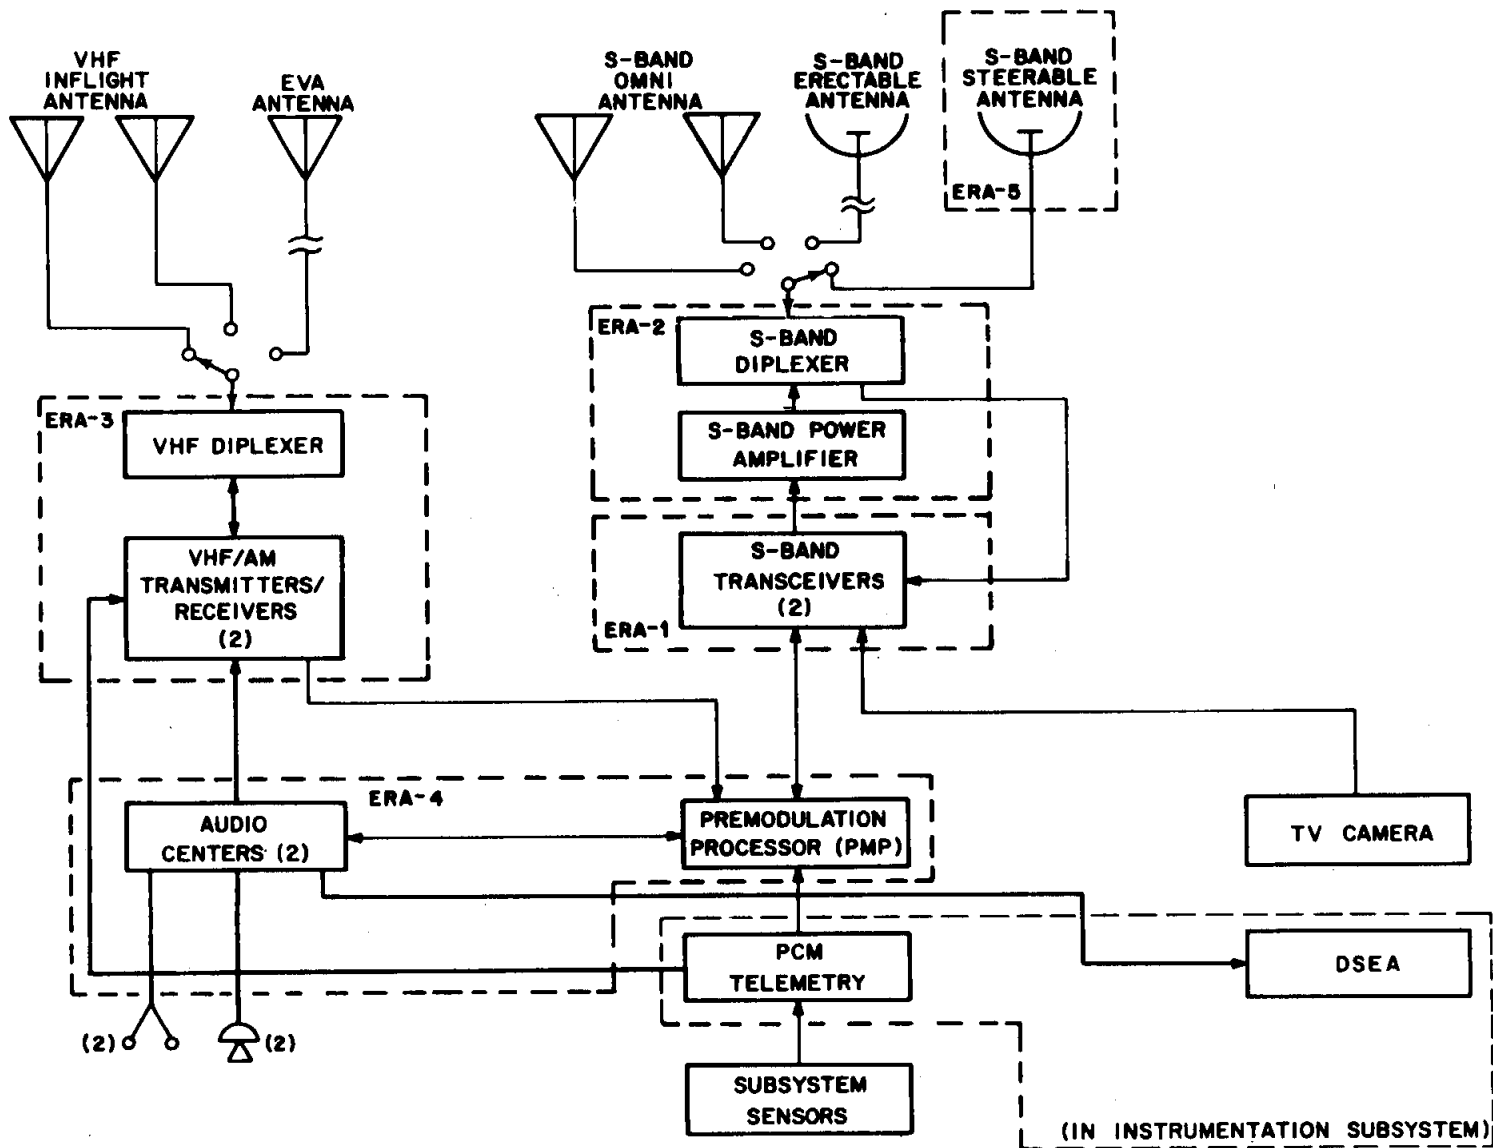 VHF
INFLIGHT
ANTENNA
EVA
ANTENNA
S-BAND
OMNI
ANTENNA
S-BAND
ERECTABLE
ANTENNA
S-BAND
STEERABLE
ANTENNA
ERA-5
ERA-3
VHF DIPLEXER
ERA-2
S-BAND
DIPLEXER
S-BAND POWER
AMPLIFIER
VHF/AM
TRANSMITTERS/
RECEIVERS
(2)
S-BAND
TRANSCEIVERS
(2)
ERA-1
ERA-4
AUDIO
CENTERS (2)
PREMODULATION
PROCESSOR (PMP)
TV CAMERA
PCM
TELEMETRY
DSEA
(2)
(2)
SUBSYSTEM
SENSORS
(IN INSTRUMENTATION SUBSYSTEM)